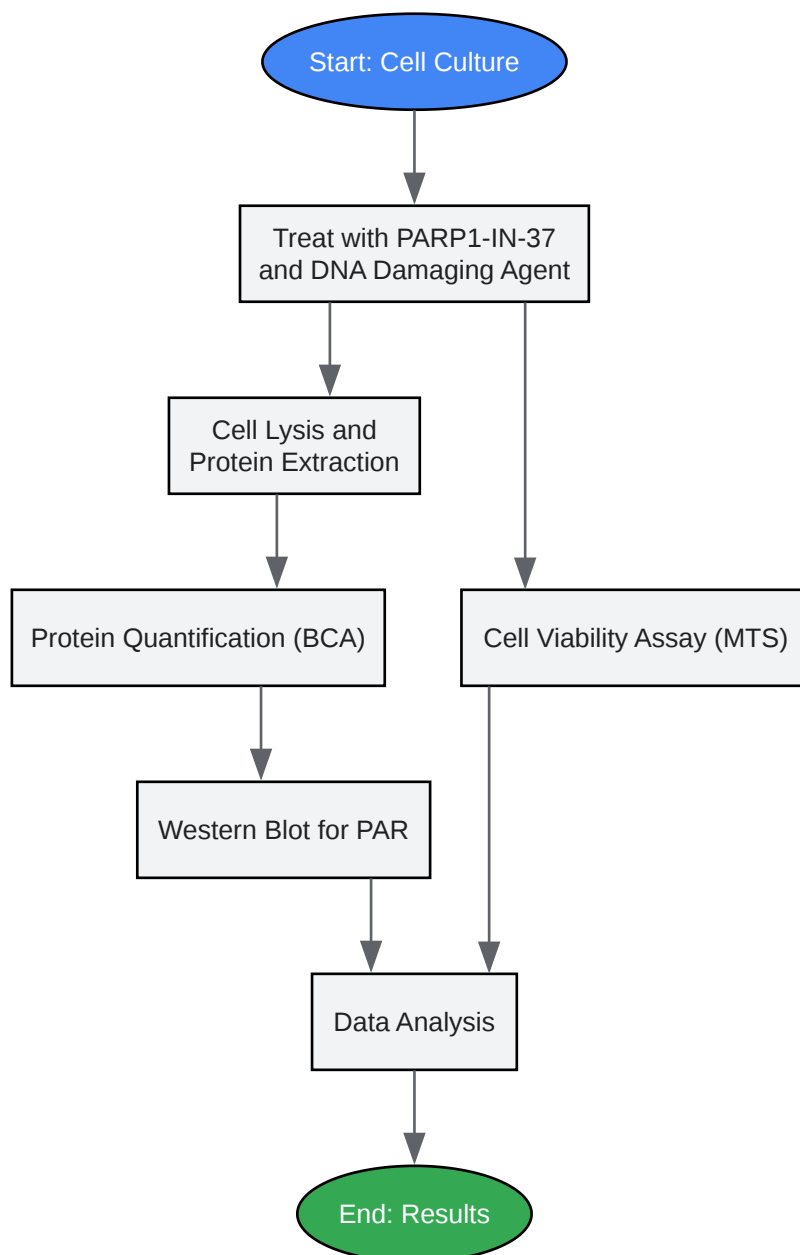 Start: Cell Culture
Treat with PARP1-IN-37
and DNA Damaging Agent
Cell Lysis and
Protein Extraction
Protein Quantification (BCA)
Cell Viability Assay (MTS)
Western Blot for PAR
Data Analysis
End: Results